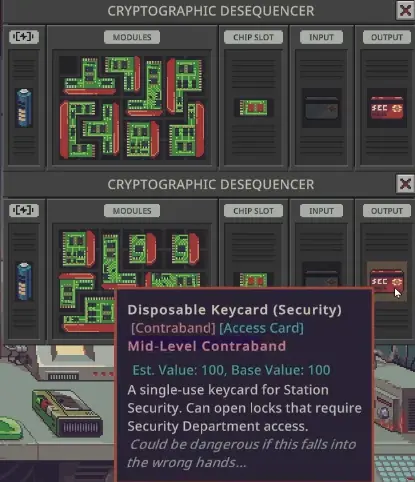 CRYPTOGRAPHIC DESEQUENCER
MODULES
CHIP SLOT
INPUT
OUTPUT
SEC
CRYPTOGRAPHIC DESEQUENCER
MODULES
CHIP SLOT
INPUT
OUTPUT
SEC
Disposable Keycard (Security)
[Contraband] [Access Card]
Mid-Level Contraband
Est. Value: 100, Base Value: 100
A single-use keycard for Station
Security. Can open locks that require
Security Department access.
Could be dangerous if this falls into
the wrong hands...